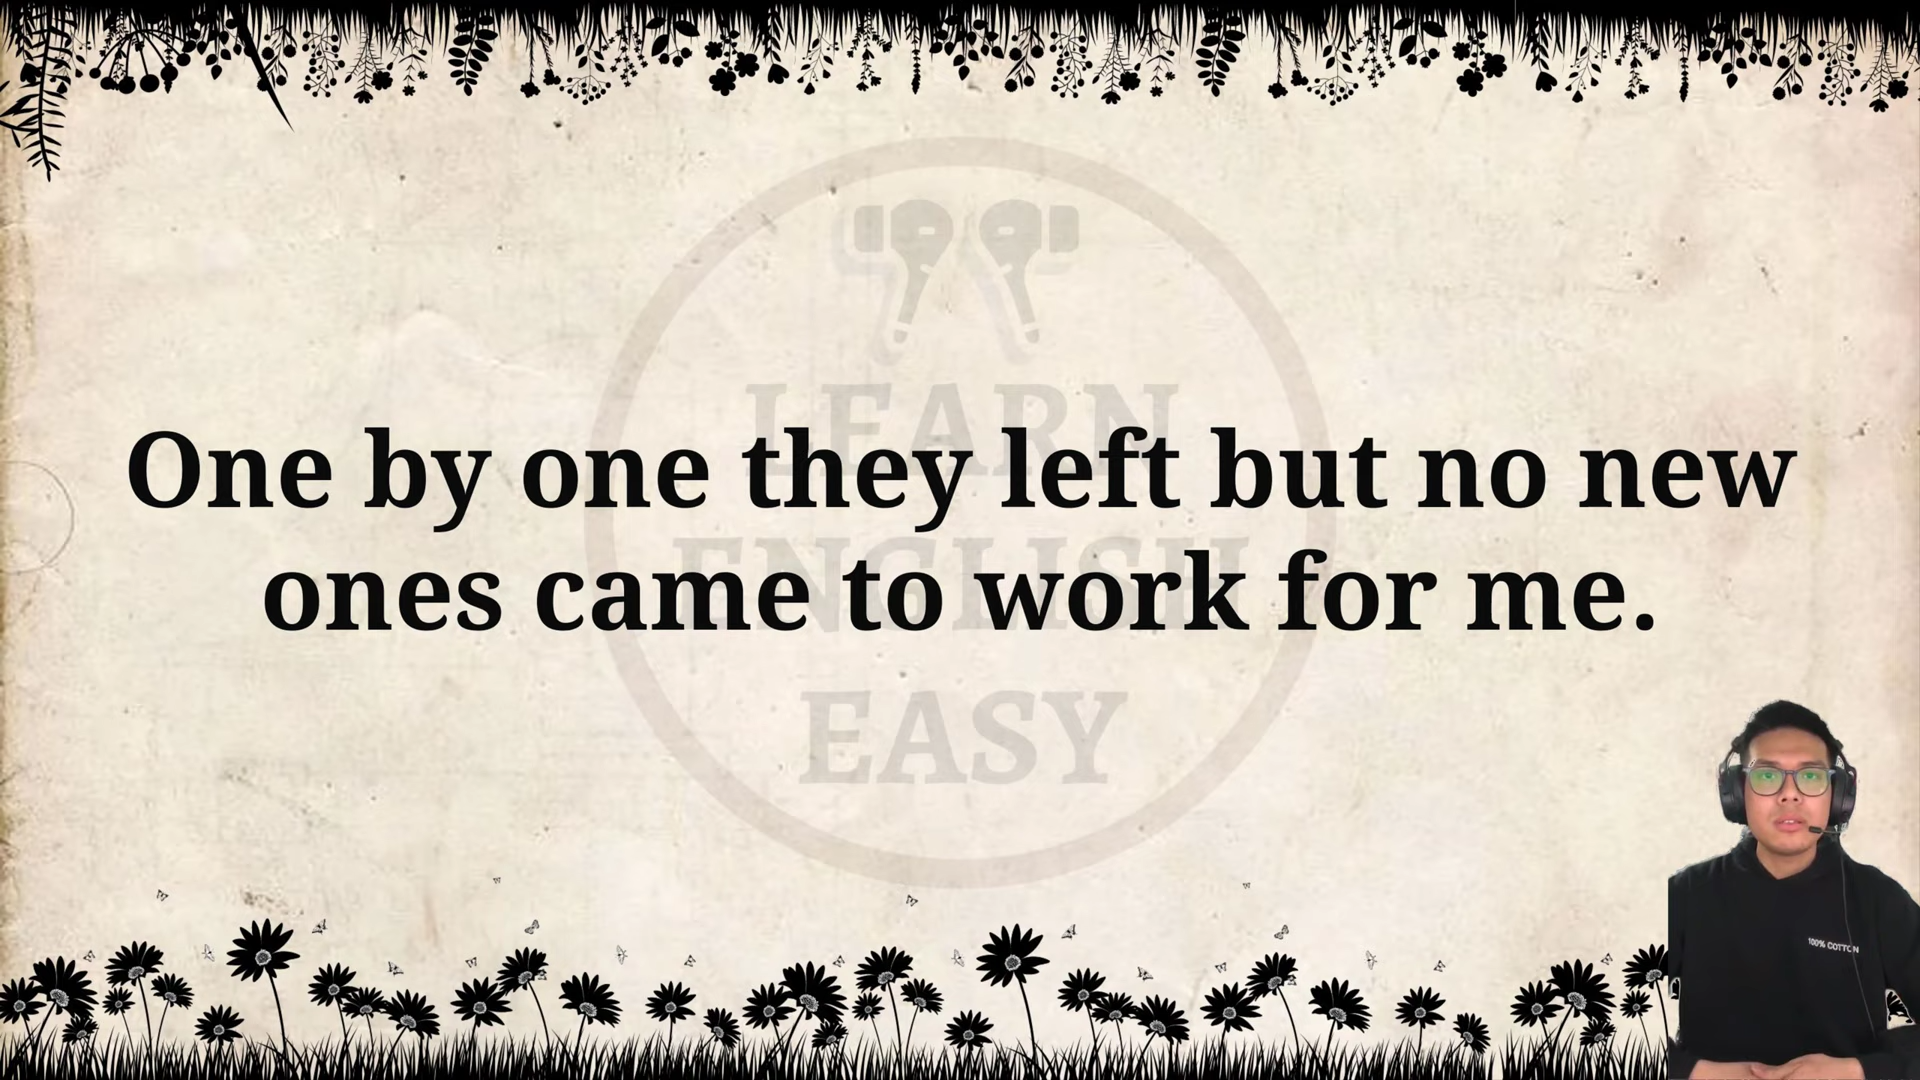 LEARN
ENGLISH
EASY
One by one they left but no new
ones came to work for me.
100% COTTON